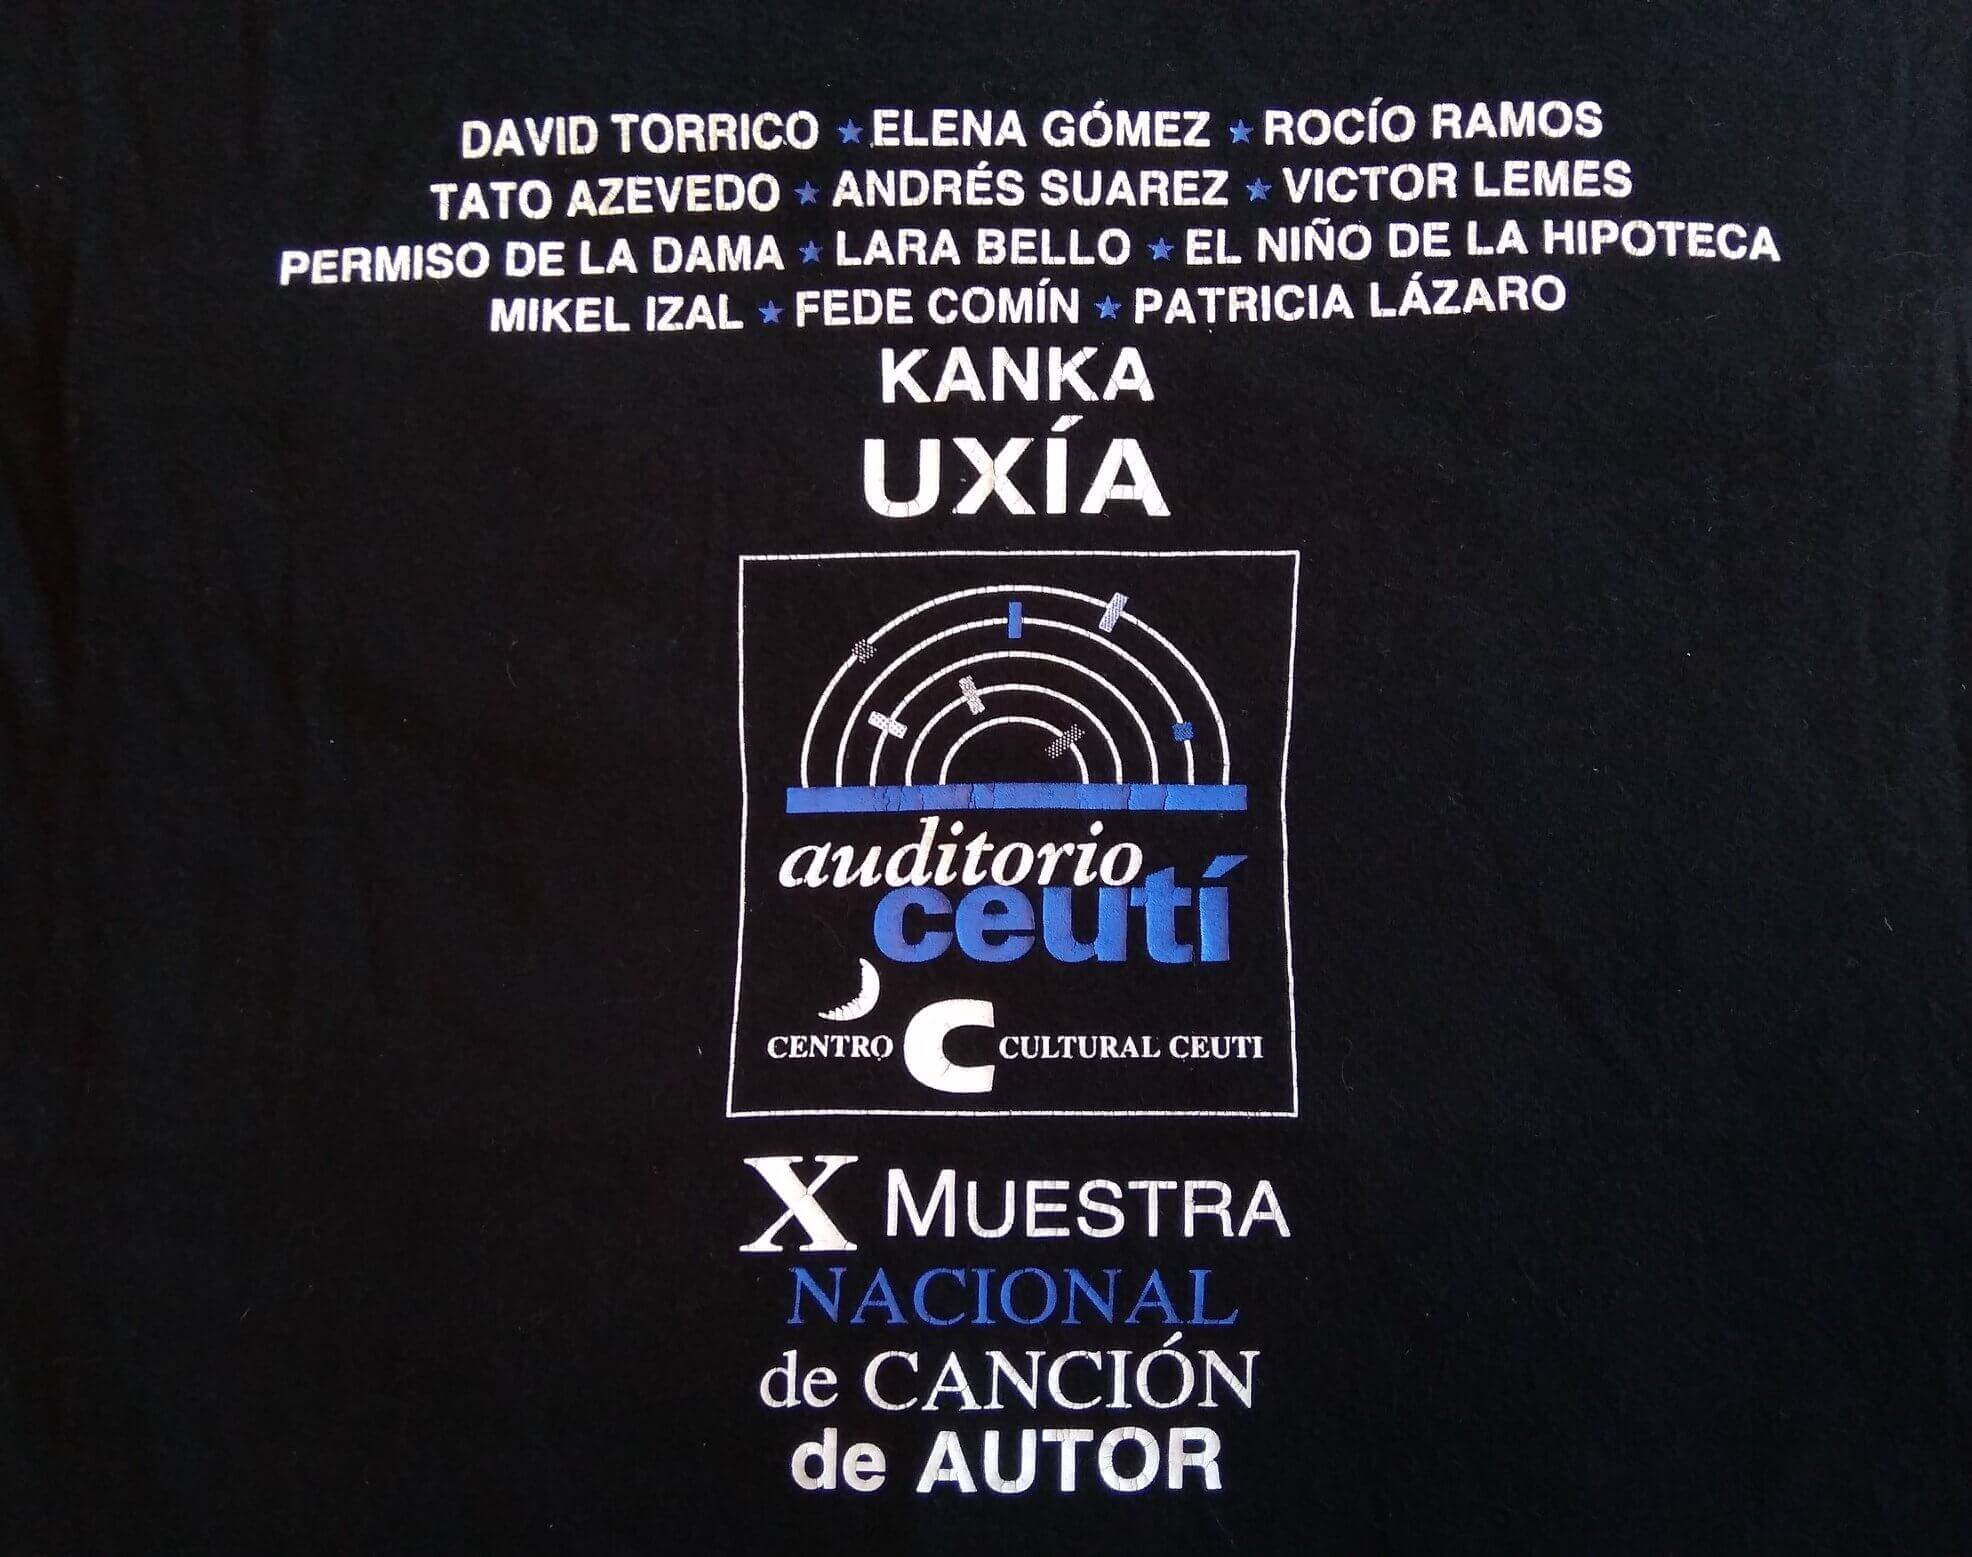 DAVID TORRICO ★ ELENA GÓMEZ ★ ROCÍO RAMOS
TATO AZEVEDO ★ ANDRÉS SUAREZ ★ VICTOR LEMES
PERMISO DE LA DAMA ★ LARA BELLO ★ EL NIÑO DE LA HIPOTECA
MIKEL IZAL ★ FEDE COMÍN ★ PATRICIA LÁZARO
KANKA
UXÍA
auditorio
ceutí
CENTRO C CULTURAL CEUTI
X MUESTRA
NACIONAL
de CANCIÓN
de AUTOR